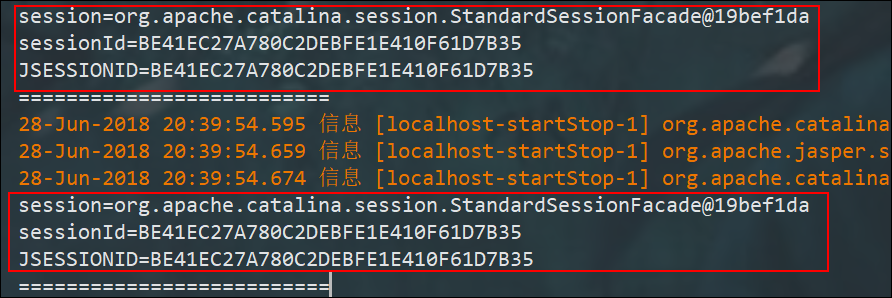 session=org.apache.catalina.session.StandardSessionFacade@19bef1da
sessionId=BE41EC27A780C2DEBFE1E410F61D7B35
JSESSIONID=BE41EC27A780C2DEBFE1E410F61D7B35
==========================
28-Jun-2018 20:39:54.595 信息 [localhost-startStop-1] org.apache.catalina
28-Jun-2018 20:39:54.659 信息 [localhost-startStop-1] org.apache.jasper.s
28-Jun-2018 20:39:54.674 信息 [localhost-startStop-1] org.apache.catalina
session=org.apache.catalina.session.StandardSessionFacade@19bef1da
sessionId=BE41EC27A780C2DEBFE1E410F61D7B35
JSESSIONID=BE41EC27A780C2DEBFE1E410F61D7B35
==========================